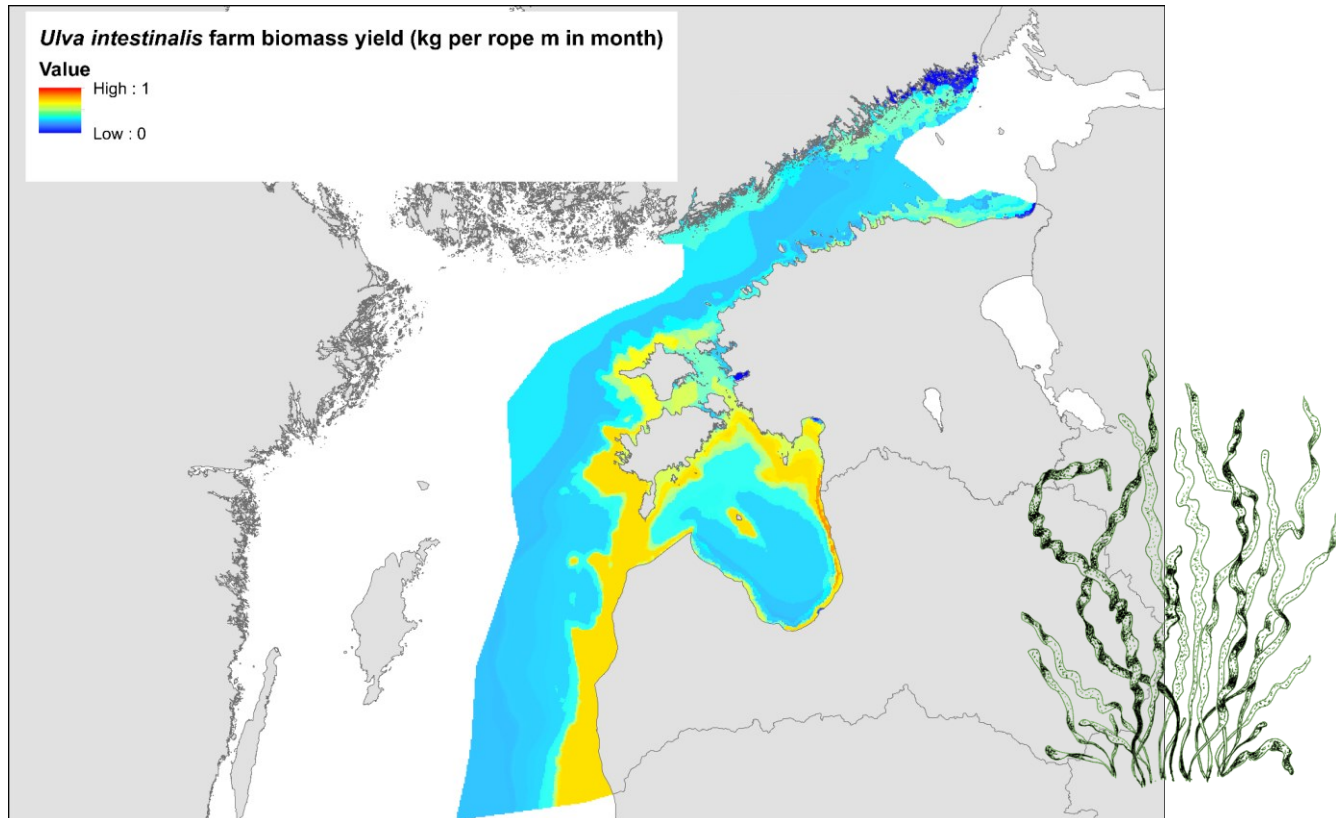 Ulva intestinalis farm biomass yield (kg per rope m in month)
Value
High : 1
Low : 0